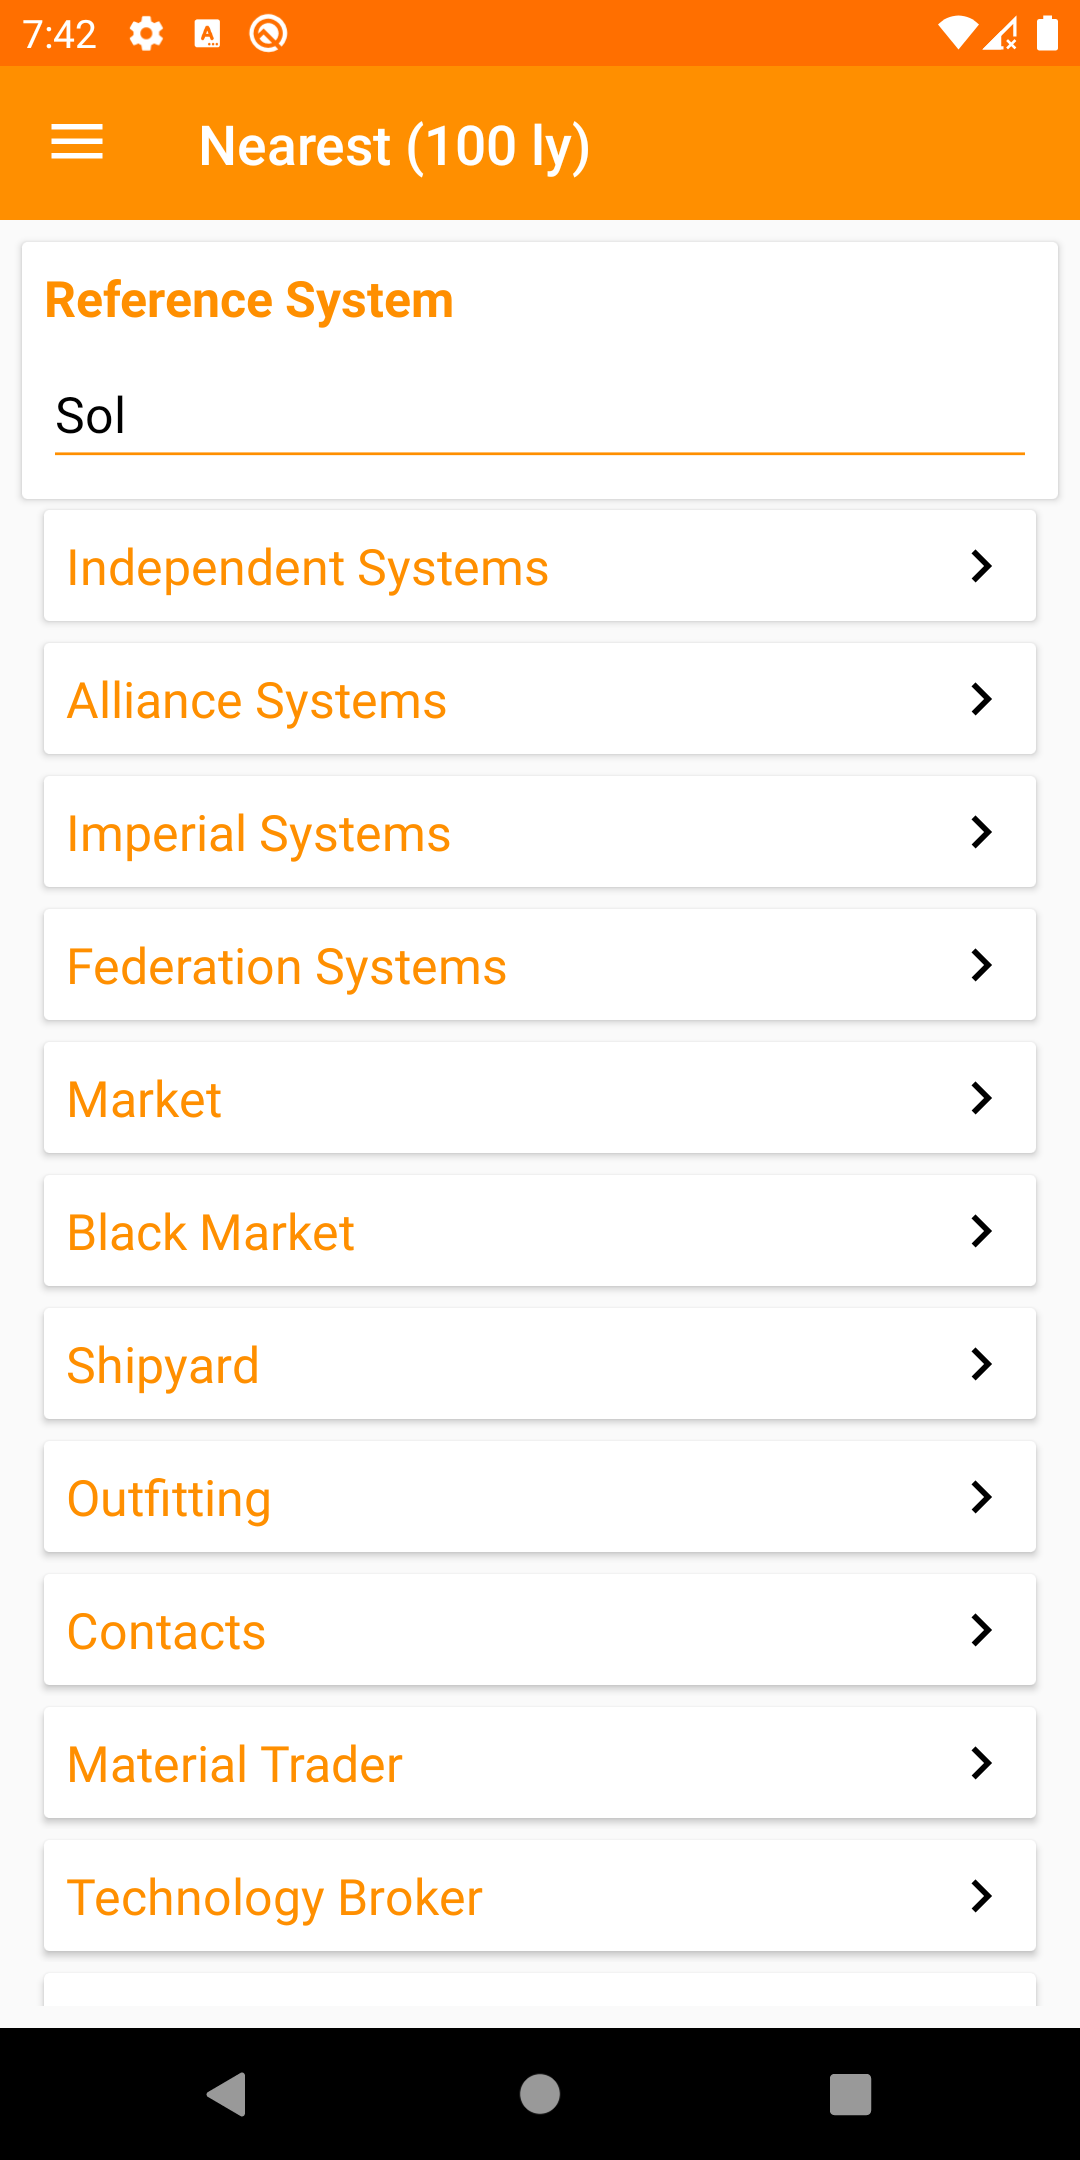 7:42
Nearest (100 ly)
Reference System
Sol
Independent Systems
Alliance Systems
Imperial Systems
Federation Systems
Market
Black Market
Shipyard
Outfitting
Contacts
Material Trader
Technology Broker